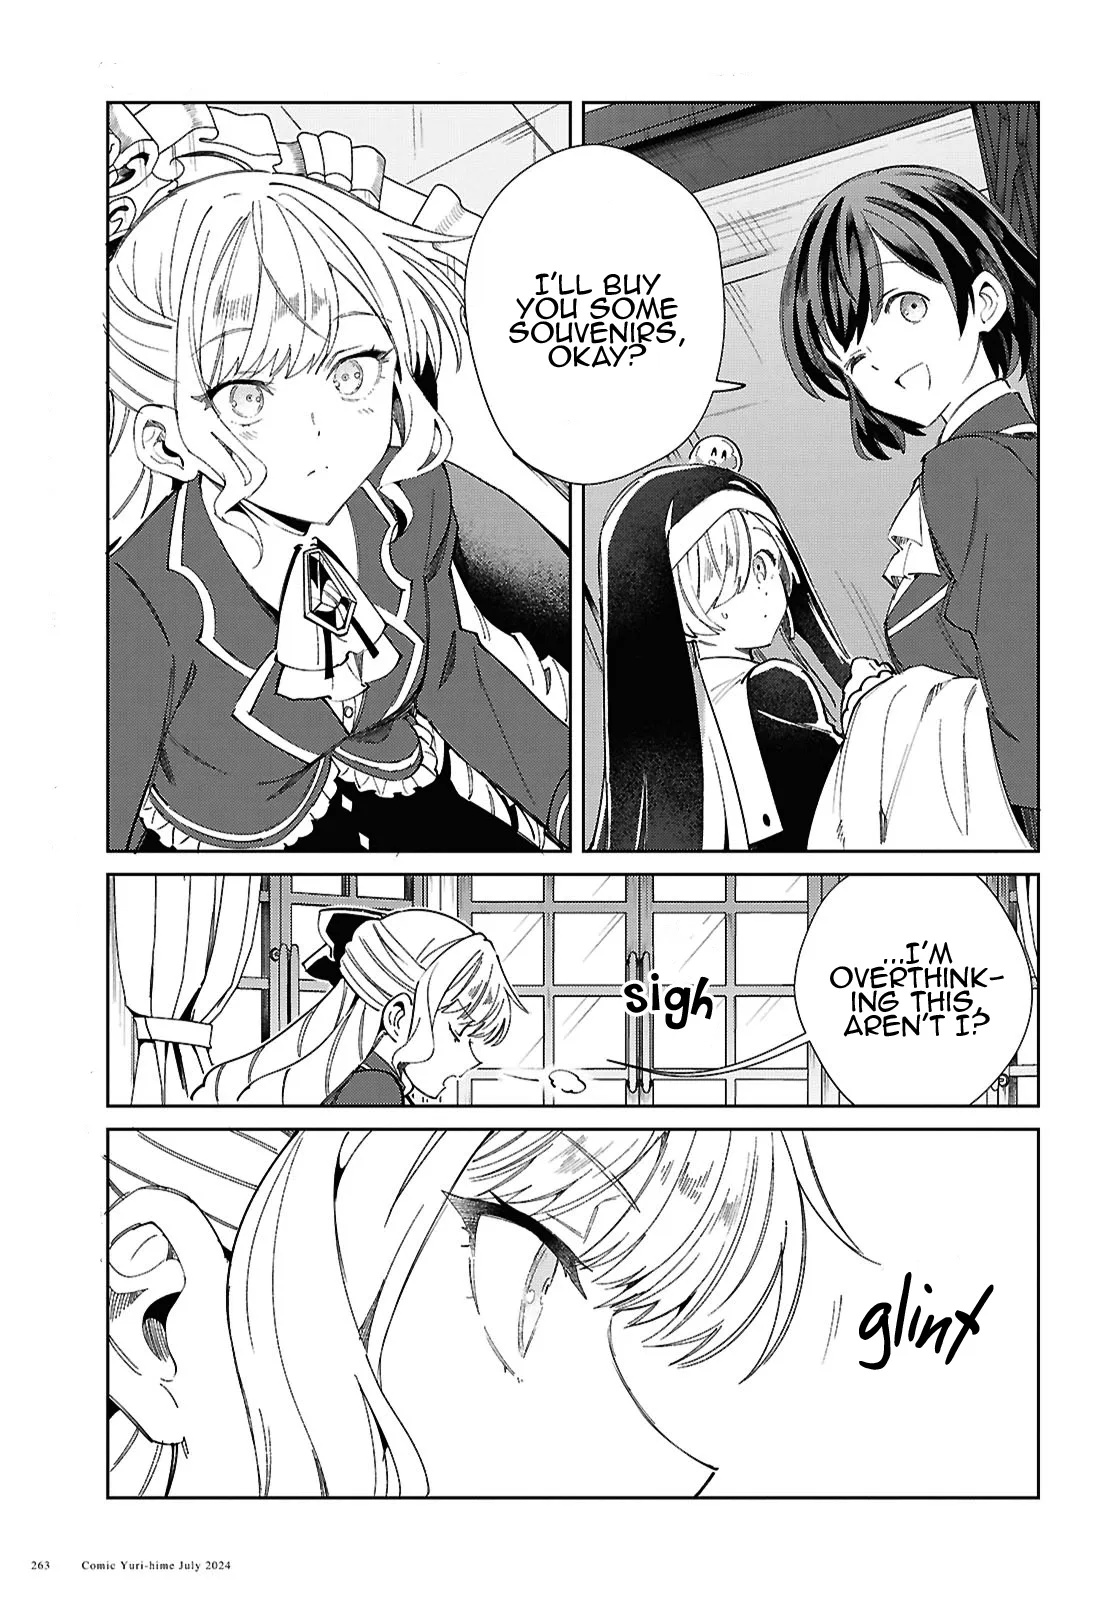 I'LL BUY
YOU SOME
SOUVENIRS,
OKAY?
...I'M
OVERTHINK-
ING THIS,
AREN'T I?
sigh
glint
263 Comic Yuri-hime July 2024